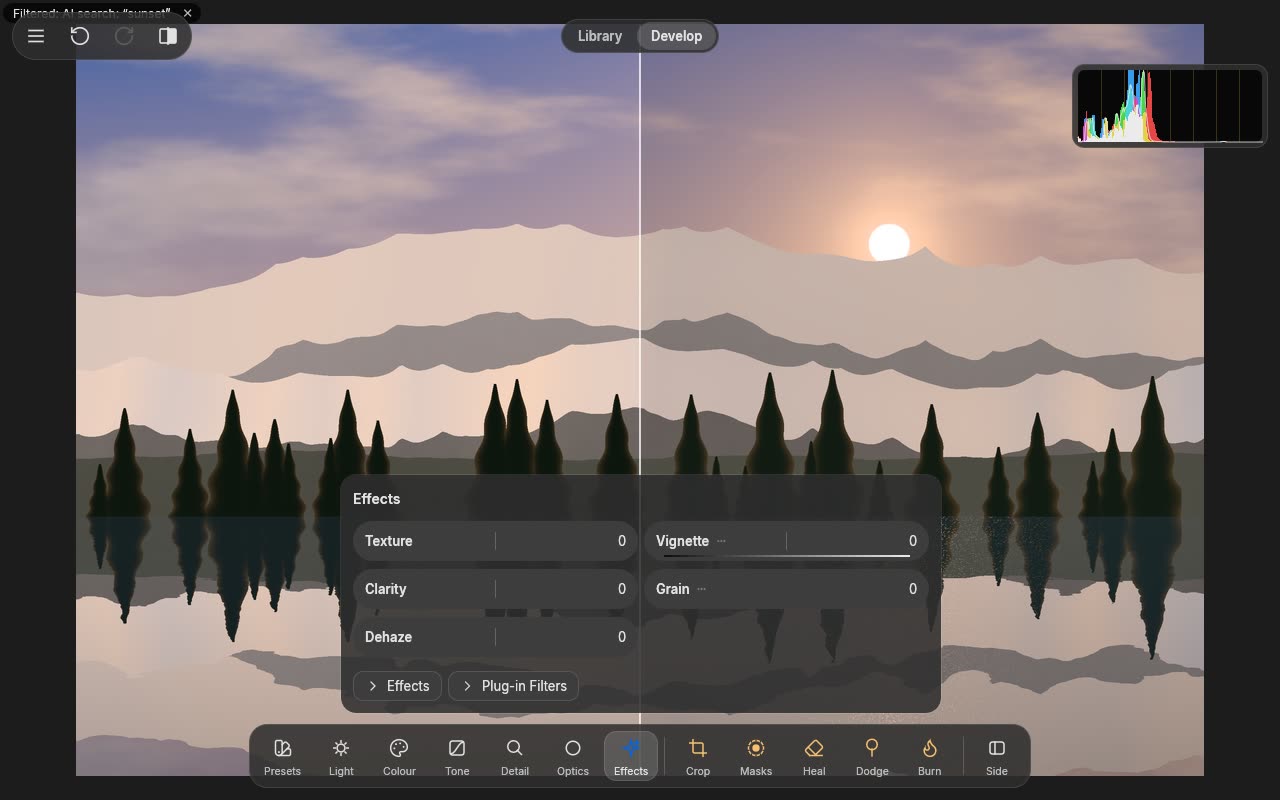 Filtered: AI search: “sunset” ✕
Library Develop
Effects
Texture 0
Vignette ··· 0
Clarity 0
Grain ··· 0
Dehaze 0
Effects
Plug-in Filters
Presets
Light
Colour
Tone
Detail
Optics
Effects
Crop
Masks
Heal
Dodge
Burn
Side